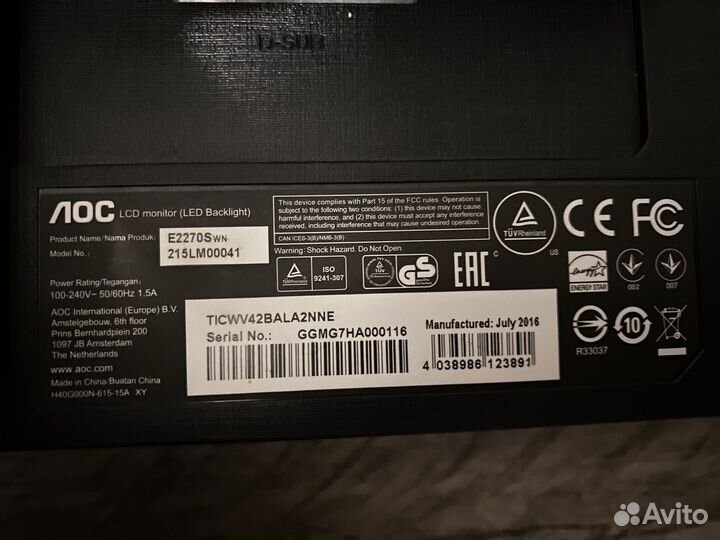 D-SUB
AOC LCD monitor (LED Backlight)
Product Name/Nama Produk: E2270SWN
Model No.: 215LM00041
Power Rating/Tegangan:
100-240V~ 50/60Hz 1.5A
AOC International (Europe) B.V.
Amstelgebouw, 6th floor
Prins Bernhardplein 200
1097 JB Amsterdam
The Netherlands
www.aoc.com
Made in China/Buatan China
H40G000N-615-15A XY
This device complies with Part 15 of the FCC rules. Operation is
subject to the following two conditions: (1) this device may not cause
harmful interference, and (2) this device must accept any interference
received, including interference that may cause undesired operation.
CAN ICES-3(B)/NMB-3(B)
Warning: Shock Hazard. Do Not Open.
ISO
9241-307
GS
EAC
TÜVRheinland
C US
CE FC
ENERGY STAR
002
007
R33037
10
TICWV42BALA2NNE
Serial No.: GGMG7HA000116
Manufactured: July 2016
4 038986 123891
Avito